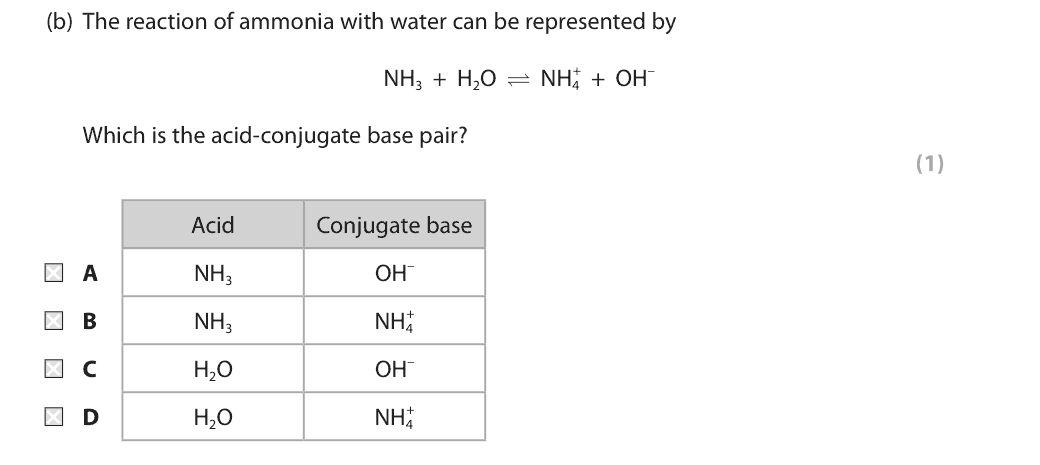 (b) The reaction of ammonia with water can be represented by
NH₃ + H₂O ⇌ NH₄⁺ + OH⁻
Which is the acid-conjugate base pair?
(1)
Acid Conjugate base
A NH₃ OH⁻
B NH₃ NH₄⁺
C H₂O OH⁻
D H₂O NH₄⁺